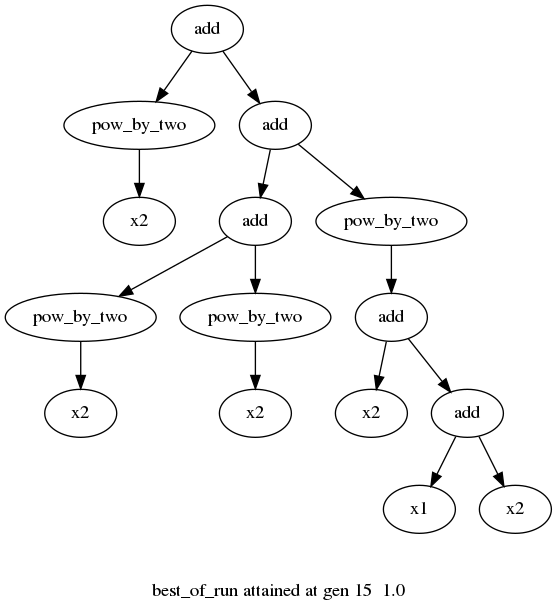 add
pow_by_two
add
x2
add
pow_by_two
pow_by_two
pow_by_two
add
x2
x2
x2
add
x1
x2
best_of_run attained at gen 15  1.0